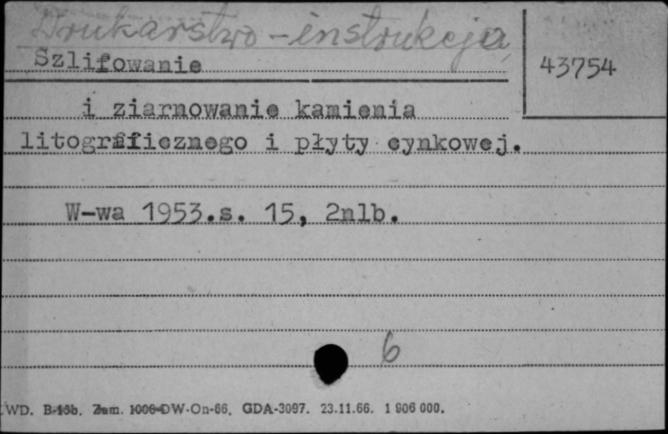 Drukarstwo - instrukcja
Szlifowanie
43754
i ziarnowanie kamienia
litograficznego i płyty cynkowej.
W-wa 1953.s. 15, 2nlb.
6
WD. B-16b. Zam. 1006-DW-On-66. GDA-3097. 23.11.66. 1 906 000.